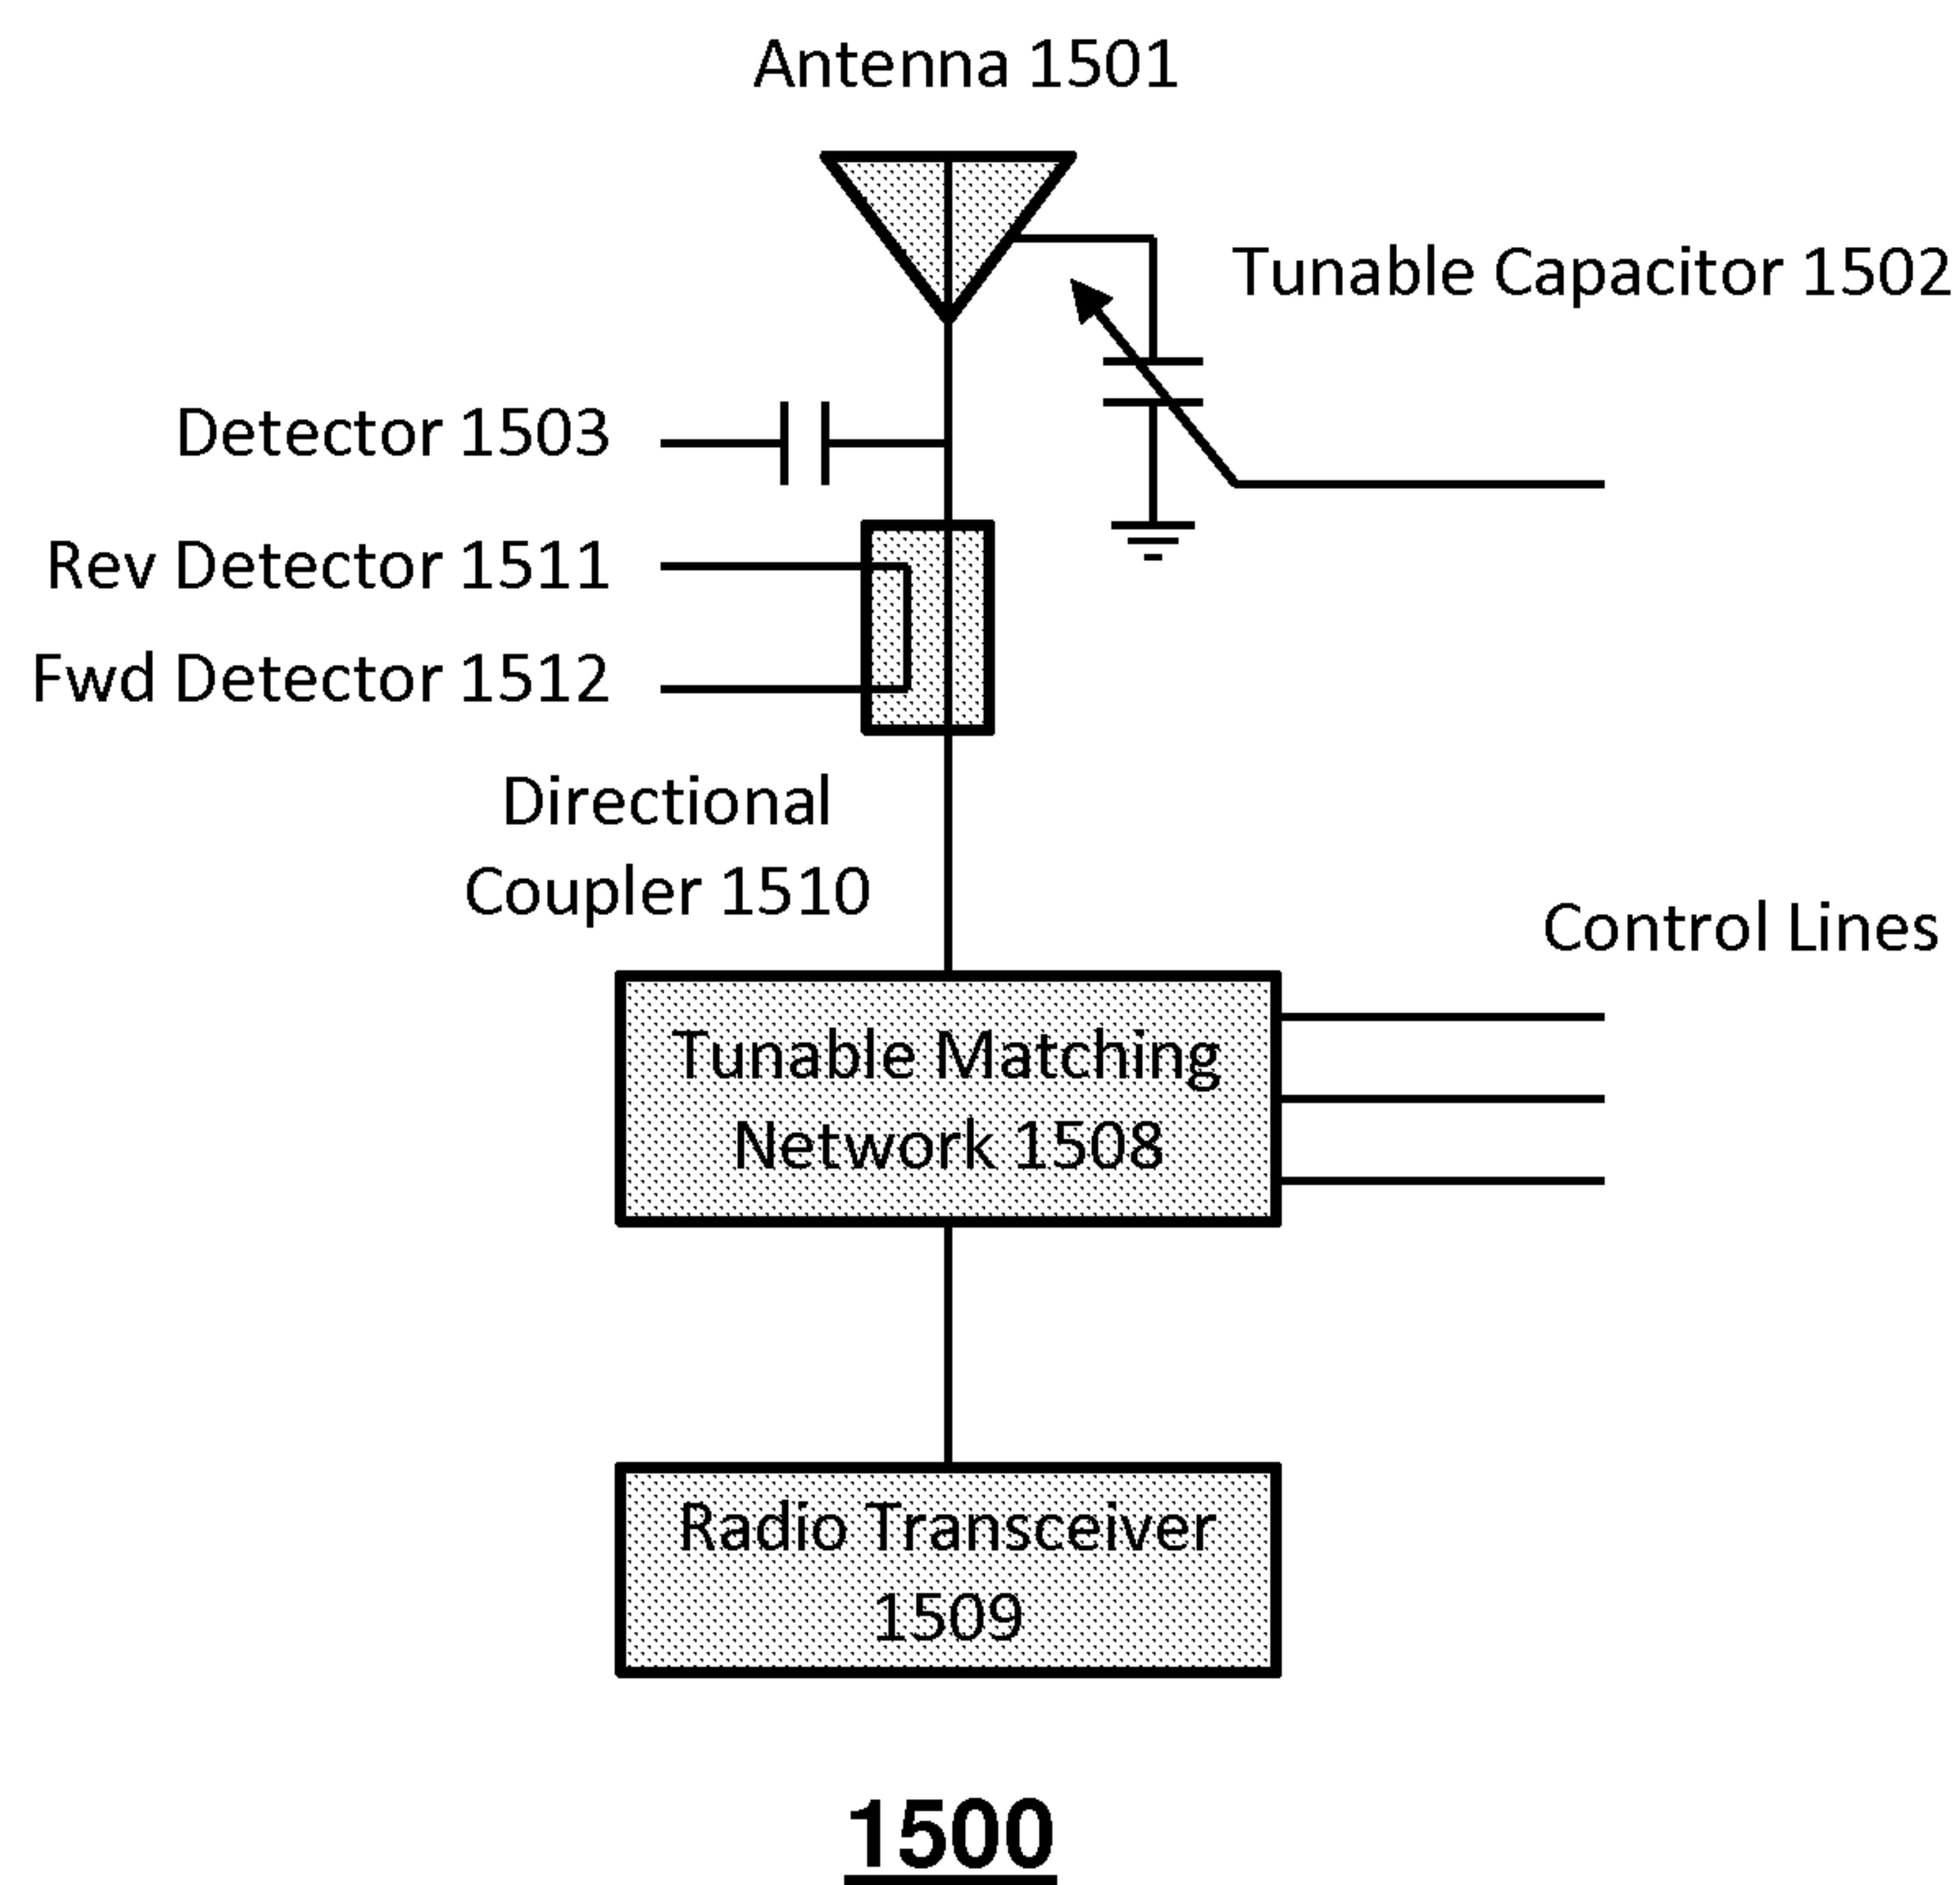 Antenna 1501
Tunable Capacitor 1502
Detector 1503
Rev Detector 1511
Fwd Detector 1512
Directional
Coupler 1510
Control Lines
Tunable Matching
Network 1508
Radio Transceiver
1509
1500